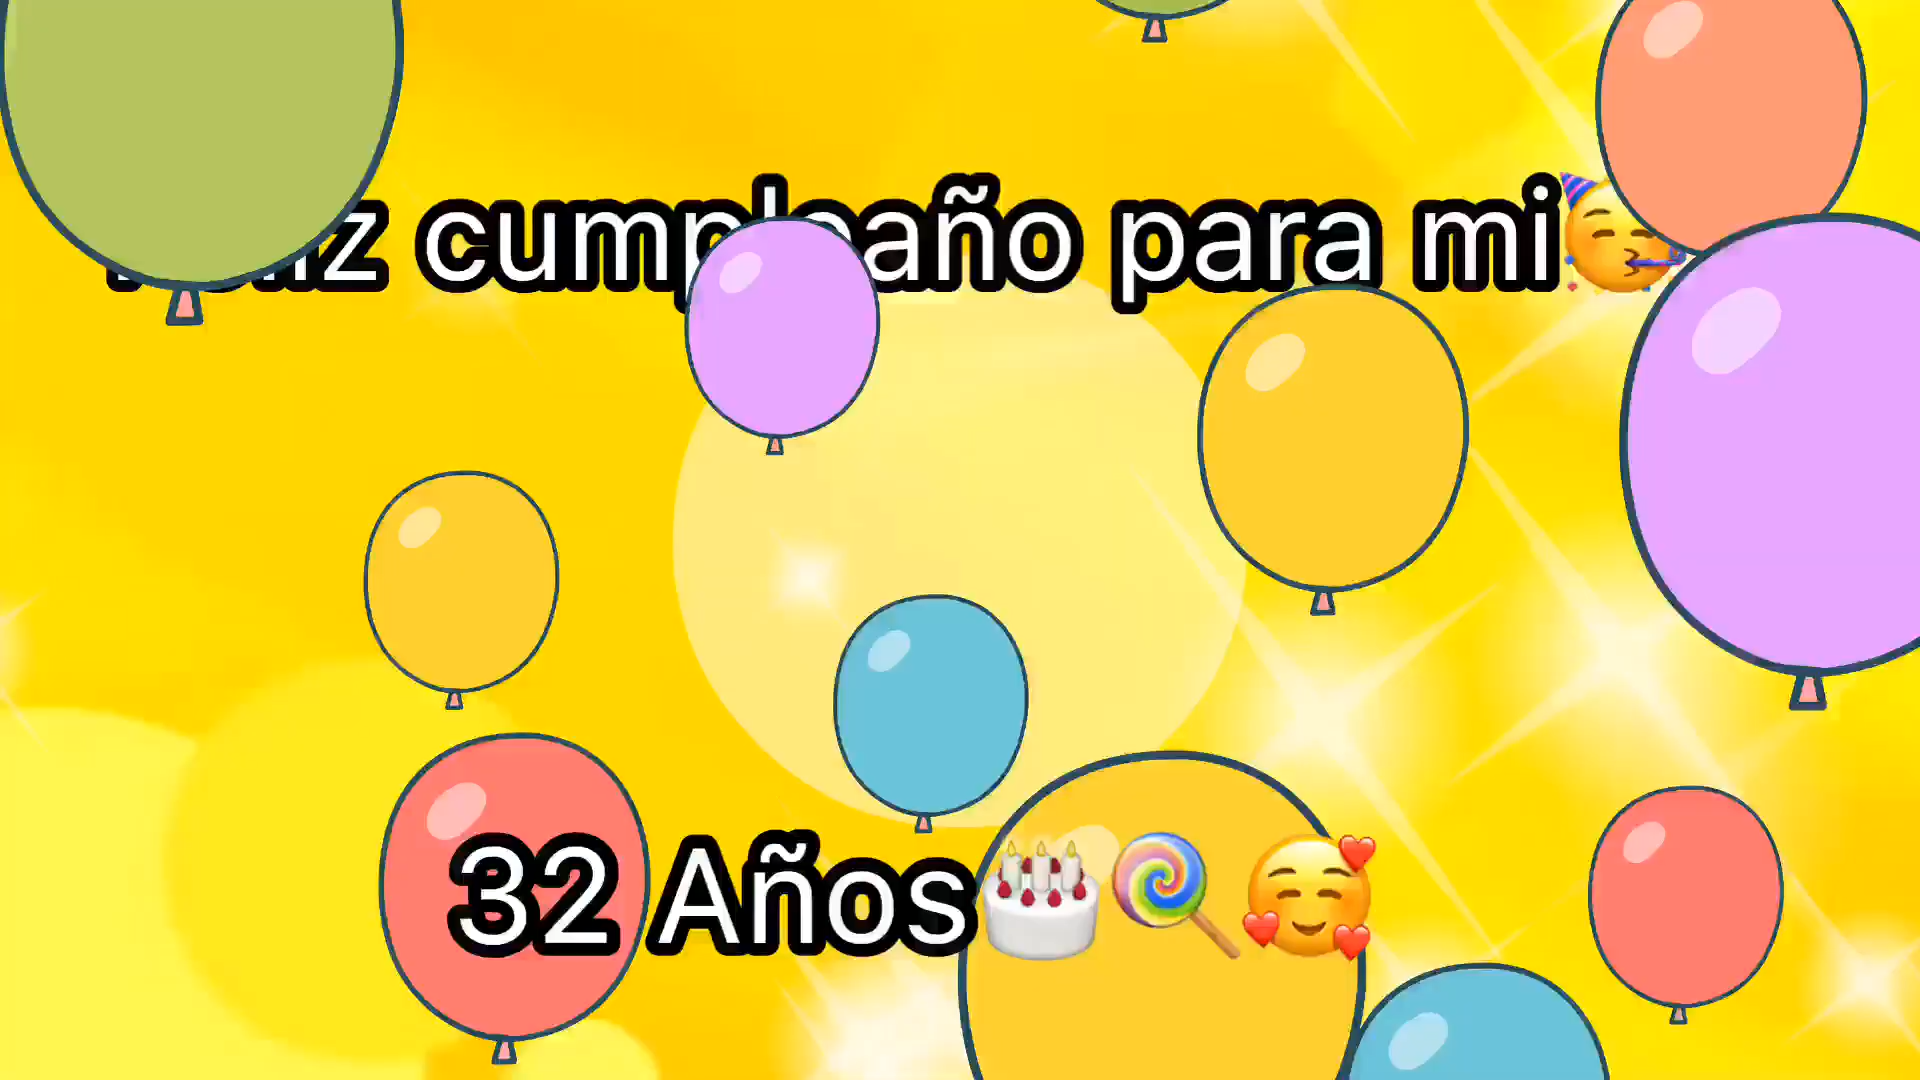 cumpleaño para mi🥳
32 Años🎂🍭🥰